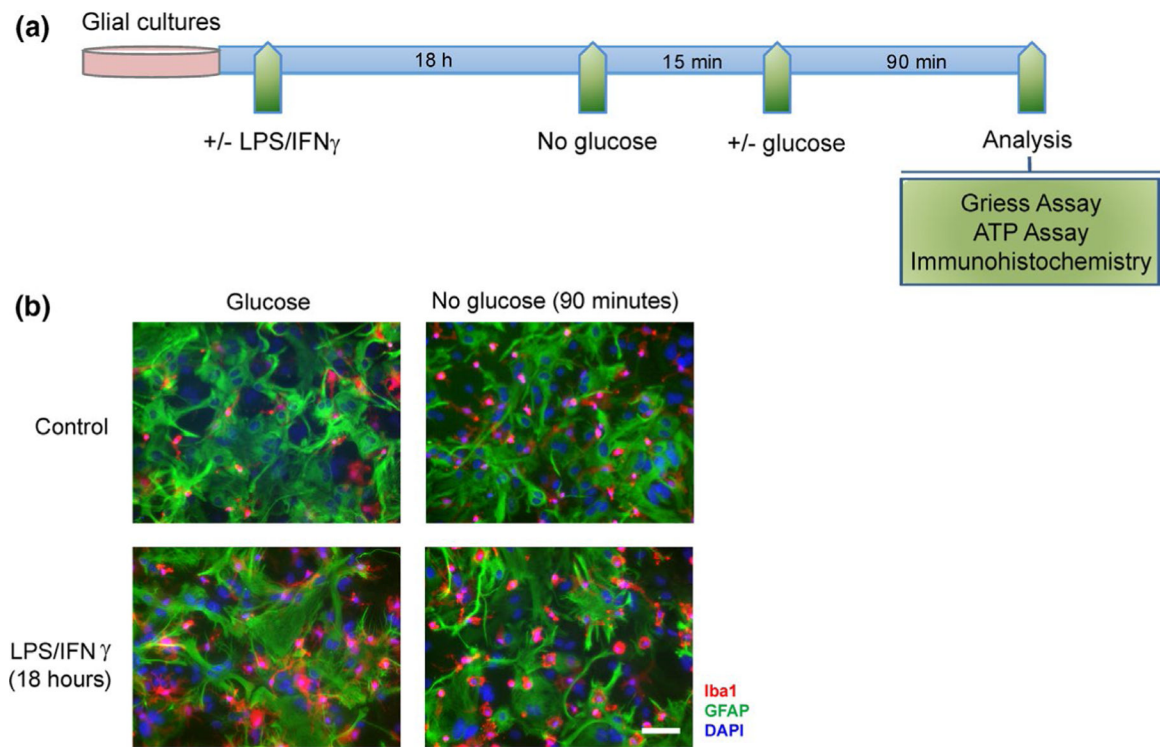 (a)
Glial cultures
18 h
15 min
90 min
+/- LPS/IFNγ
No glucose
+/- glucose
Analysis
Griess Assay
ATP Assay
Immunohistochemistry
(b)
Glucose
No glucose (90 minutes)
Control
LPS/IFN γ
(18 hours)
Iba1
GFAP
DAPI